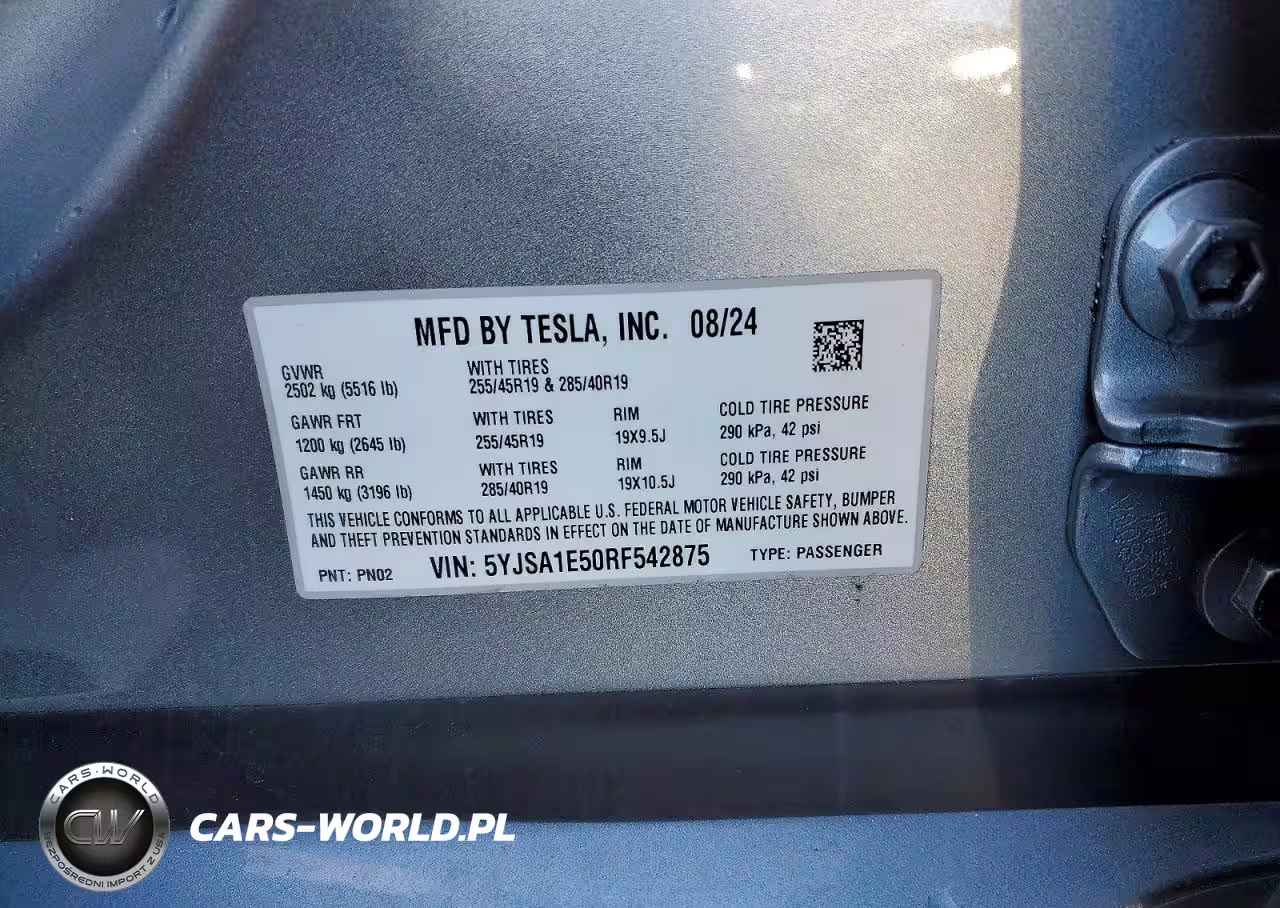 MFD BY TESLA, INC. 08/24
GVWR
2502 kg (5516 lb)
WITH TIRES
255/45R19 & 285/40R19
GAWR FRT
1200 kg (2645 lb)
WITH TIRES
255/45R19
RIM
19X9.5J
COLD TIRE PRESSURE
290 kPa, 42 psi
GAWR RR
1450 kg (3196 lb)
WITH TIRES
285/40R19
RIM
19X10.5J
COLD TIRE PRESSURE
290 kPa, 42 psi
THIS VEHICLE CONFORMS TO ALL APPLICABLE U.S. FEDERAL MOTOR VEHICLE SAFETY, BUMPER
AND THEFT PREVENTION STANDARDS IN EFFECT ON THE DATE OF MANUFACTURE SHOWN ABOVE.
PNT: PN02
VIN: 5YJSA1E50RF542875
TYPE: PASSENGER
CARS-WORLD
CW
BEZPOŚREDNI IMPORT Z USA
CARS-WORLD.PL